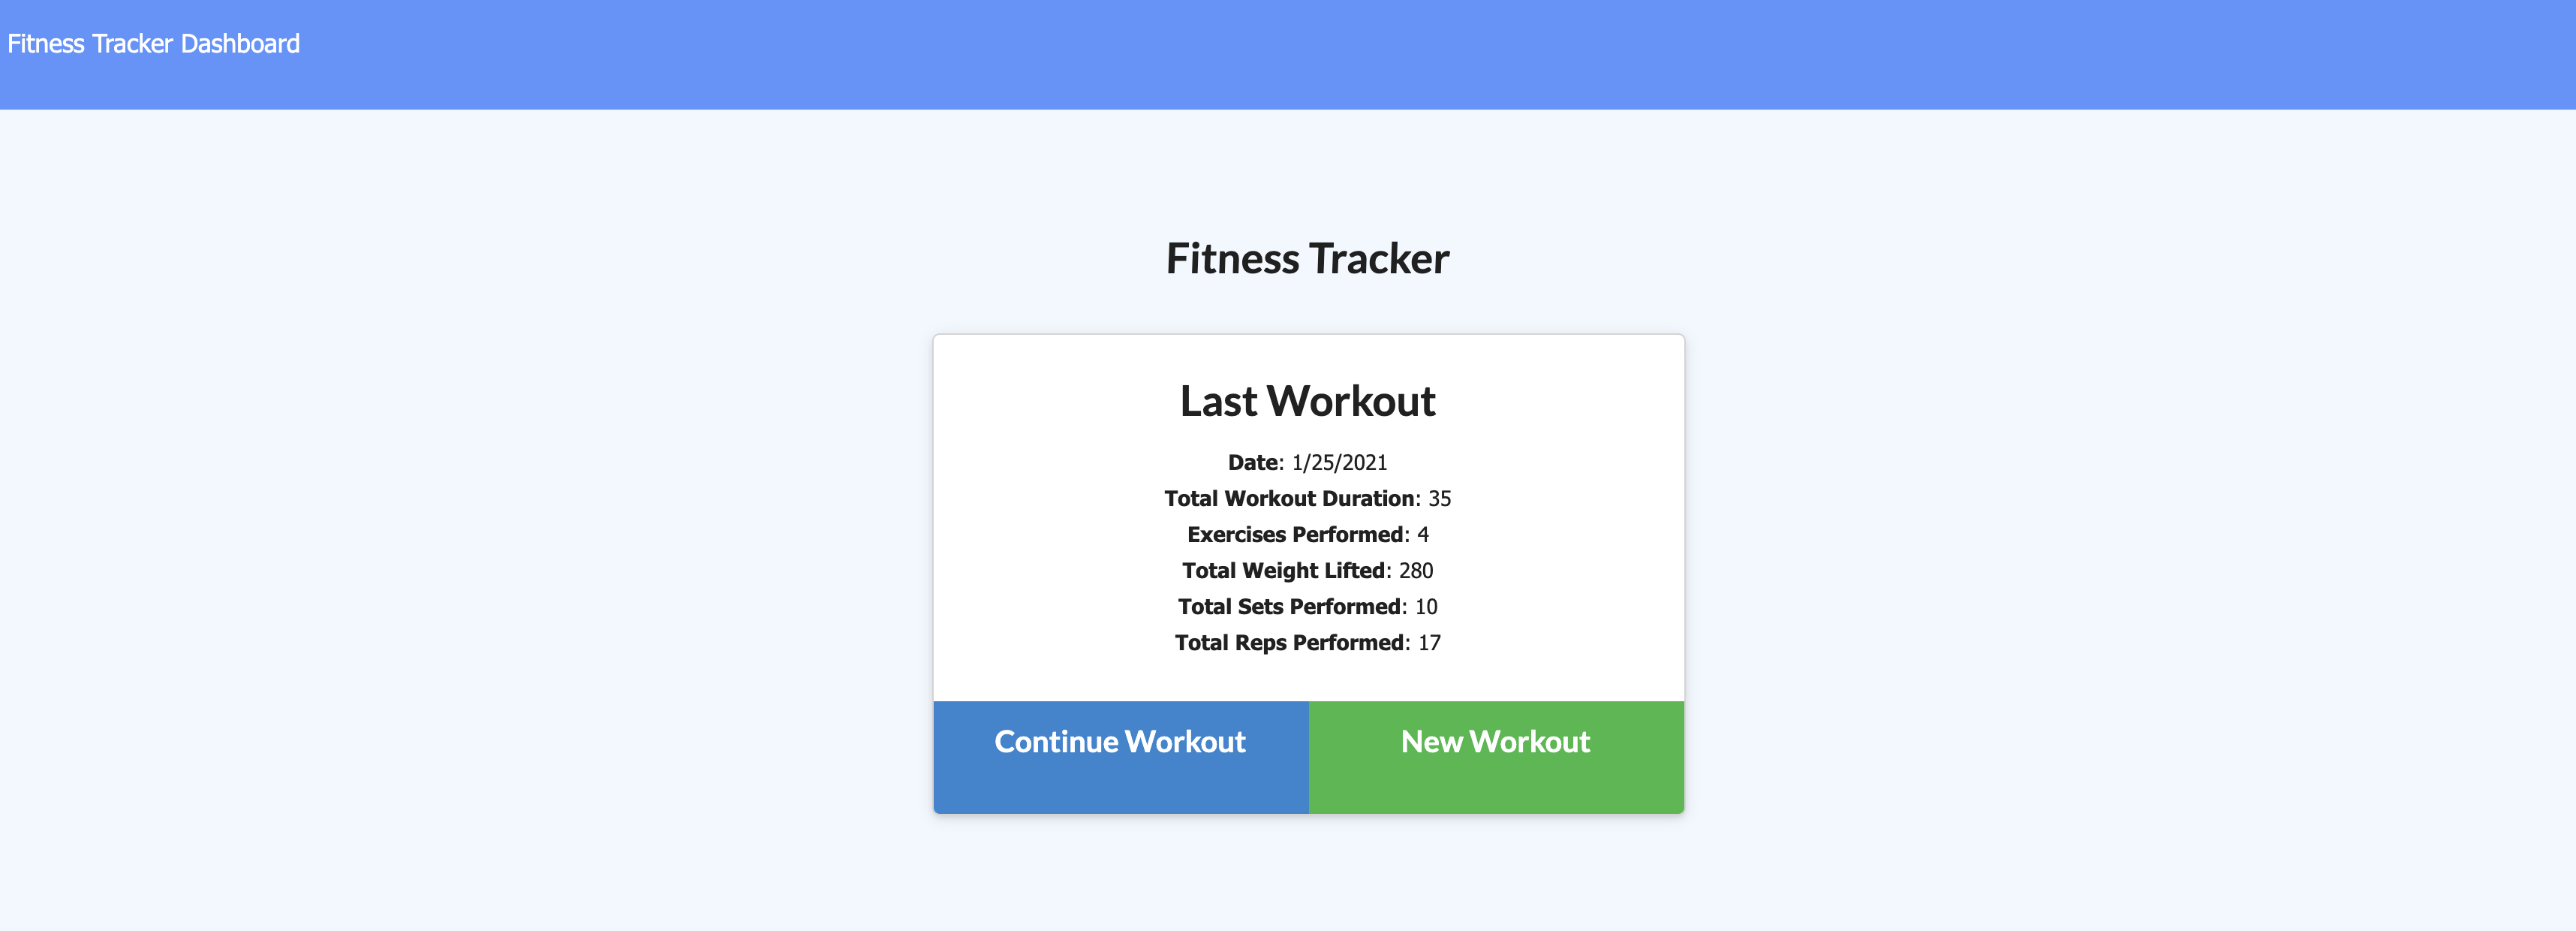 Fitness Tracker Dashboard
Fitness Tracker
Last Workout
Date: 1/25/2021
Total Workout Duration: 35
Exercises Performed: 4
Total Weight Lifted: 280
Total Sets Performed: 10
Total Reps Performed: 17
Continue Workout
New Workout